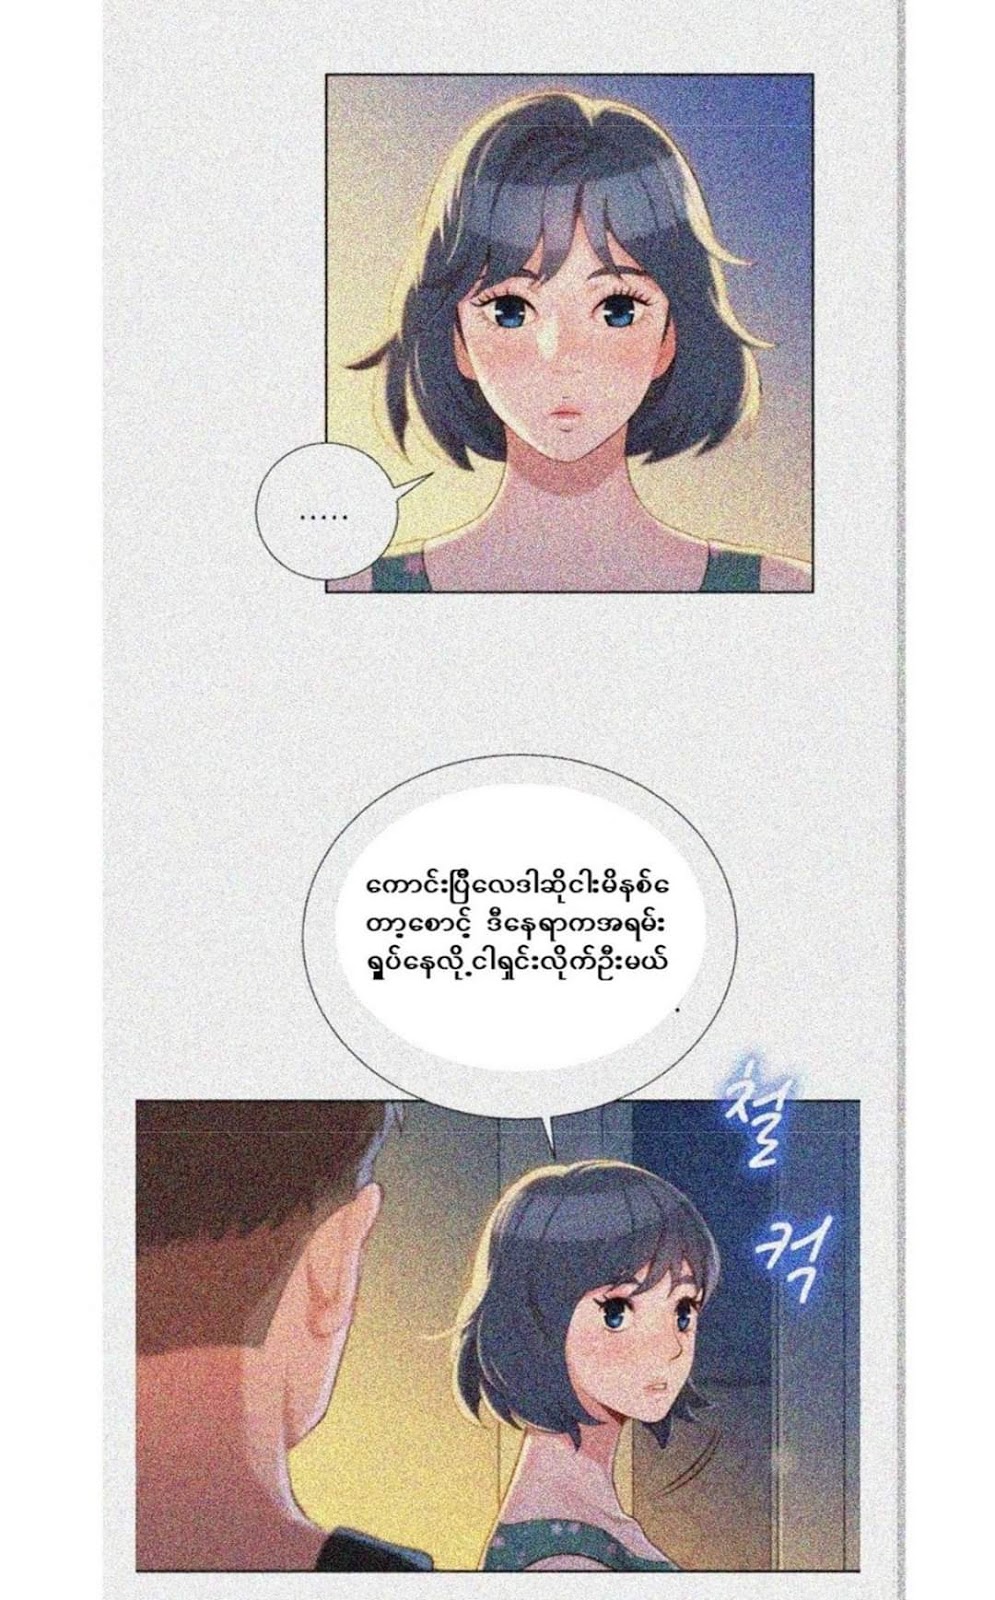 .....
ကောင်းပြီလေဒါဆိုငါးမိနစ်ေ
တာ့စောင့် ဒီနေရာကအရမ်း
ရှုပ်နေလို့ငါရှင်းလိုက်ဦးမယ်
.
철
컥